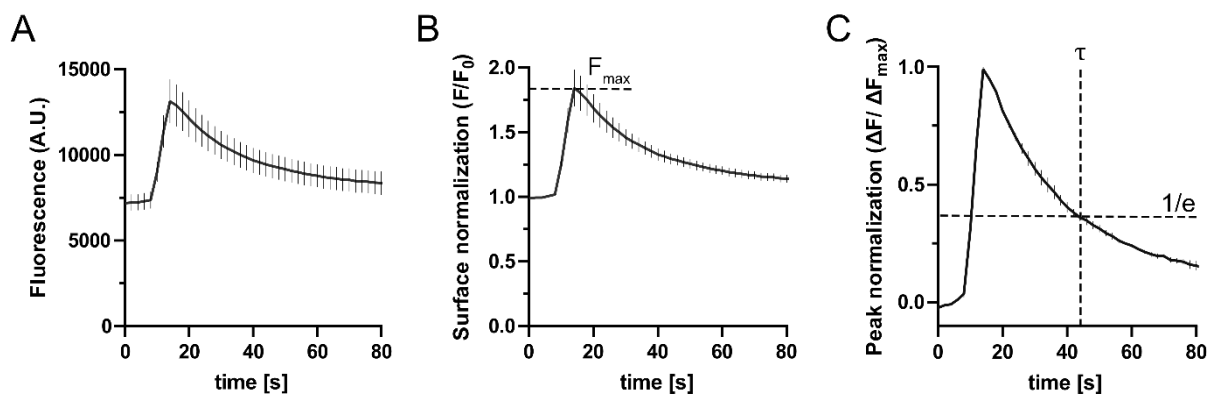 A
Fluorescence (A.U.)
15000
10000
5000
0
0 20 40 60 80
time [s]
B
Surface normalization (F/F0)
2.0
1.5
1.0
0.5
0.0
Fmax
0 20 40 60 80
time [s]
C
Peak normalization (ΔF/ ΔFmax)
1.0
0.5
0.0
τ
1/e
0 20 40 60 80
time [s]